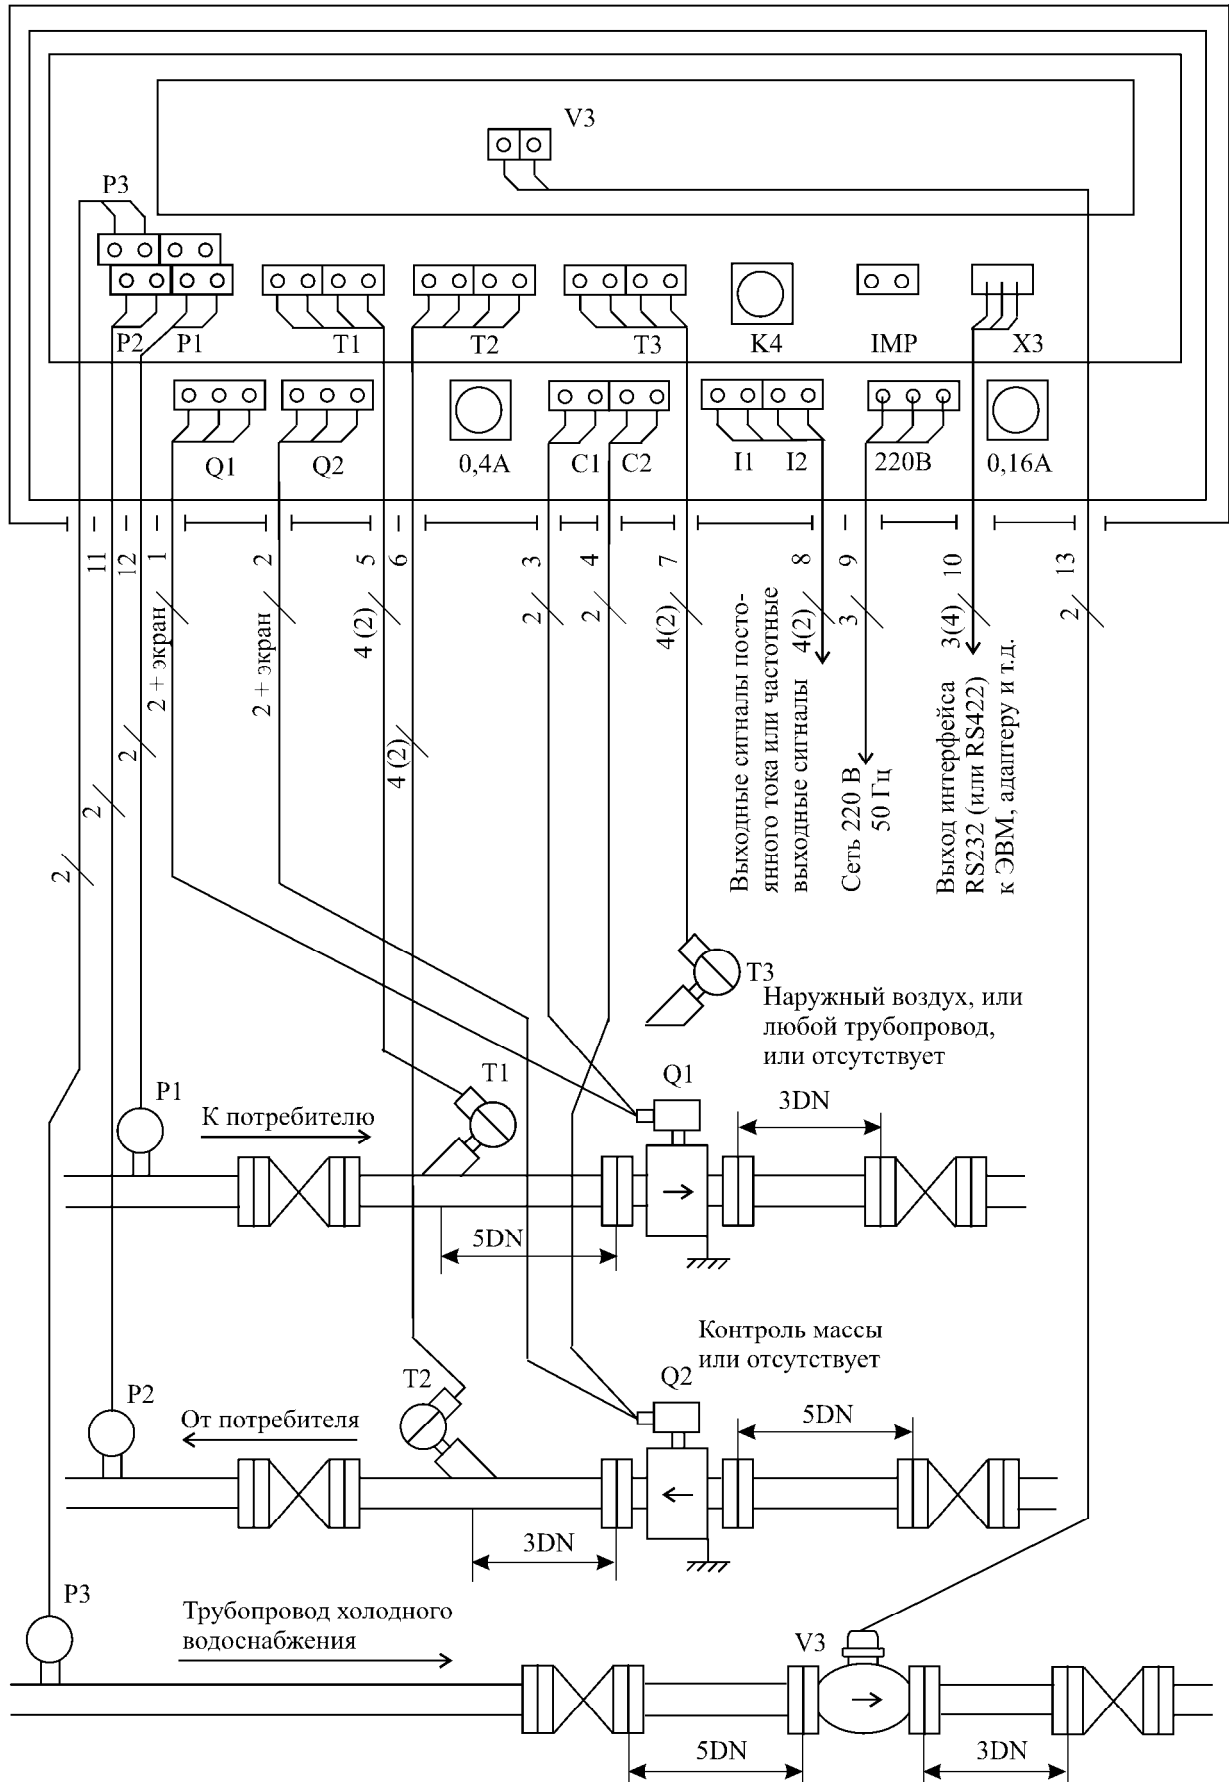 V3
P3
P2
P1
T1
T2
T3
K4
IMP
X3
Q1
Q2
0,4A
C1
C2
I1
I2
220В
0,16A
11
12
1
2
5
6
3
4
7
8
9
10
13
2
2
2
2 + экран
2 + экран
4 (2)
4 (2)
2
2
4(2)
4(2)
3
3(4)
2
Выходные сигналы посто-
янного тока или частотные
выходные сигналы
Сеть 220 В
50 Гц
Выход интерфейса
RS232 (или RS422)
к ЭВМ, адаптеру и т.д.
T3
Наружный воздух, или
любой трубопровод,
или отсутствует
P1
К потребителю
T1
Q1
3DN
5DN
Контроль массы
или отсутствует
P2
От потребителя
T2
Q2
5DN
3DN
P3
Трубопровод холодного
водоснабжения
V3
5DN
3DN